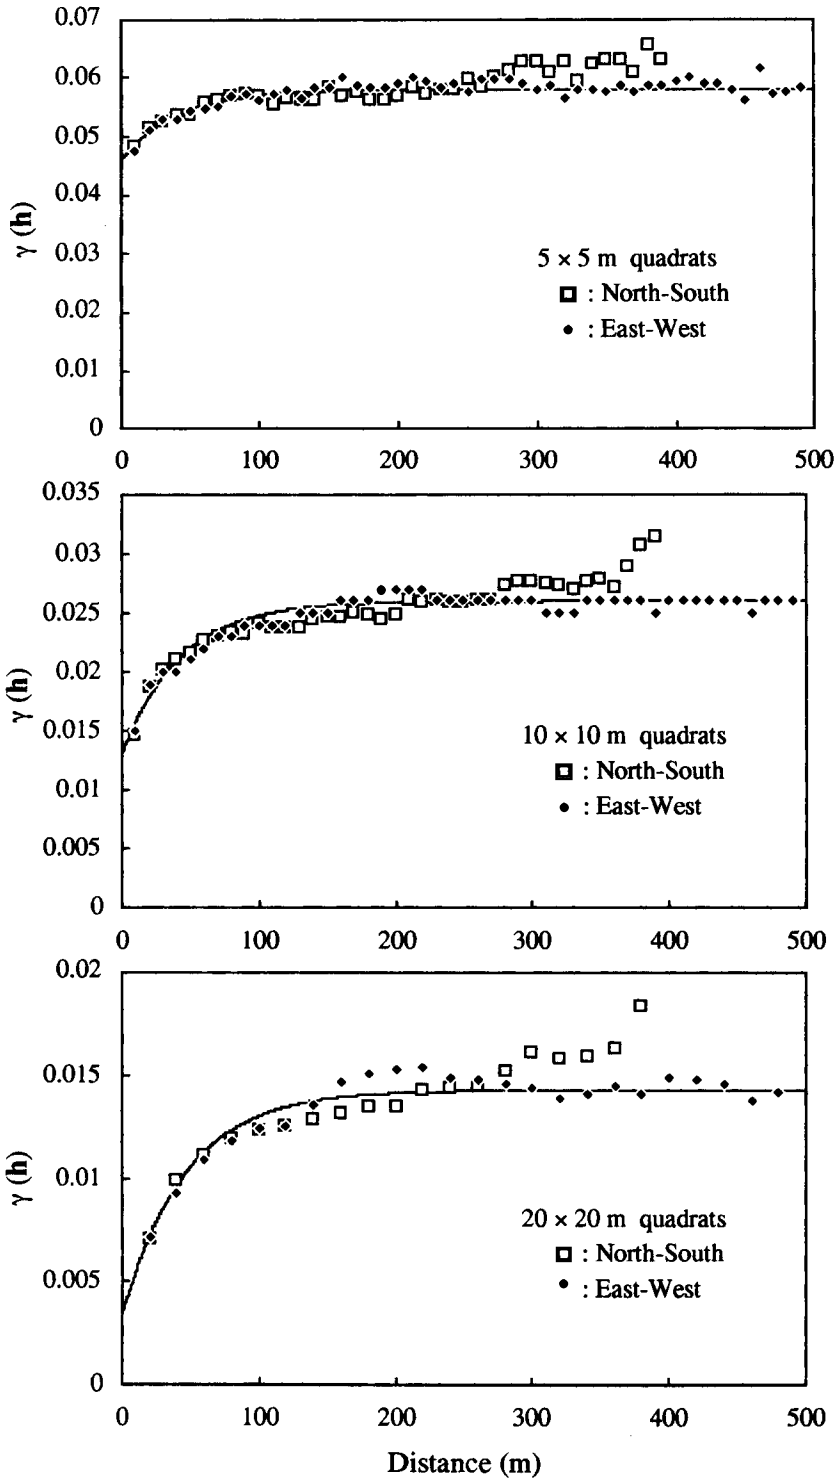 0.07
0.06
0.05
0.04
0.03
0.02
0.01
0
γ (h)
5 × 5 m quadrats
: North-South
: East-West
0 100 200 300 400 500
0.035
0.03
0.025
0.02
0.015
0.01
0.005
0
γ (h)
10 × 10 m quadrats
: North-South
: East-West
0 100 200 300 400 500
0.02
0.015
0.01
0.005
0
γ (h)
20 × 20 m quadrats
: North-South
: East-West
0 100 200 300 400 500
Distance (m)